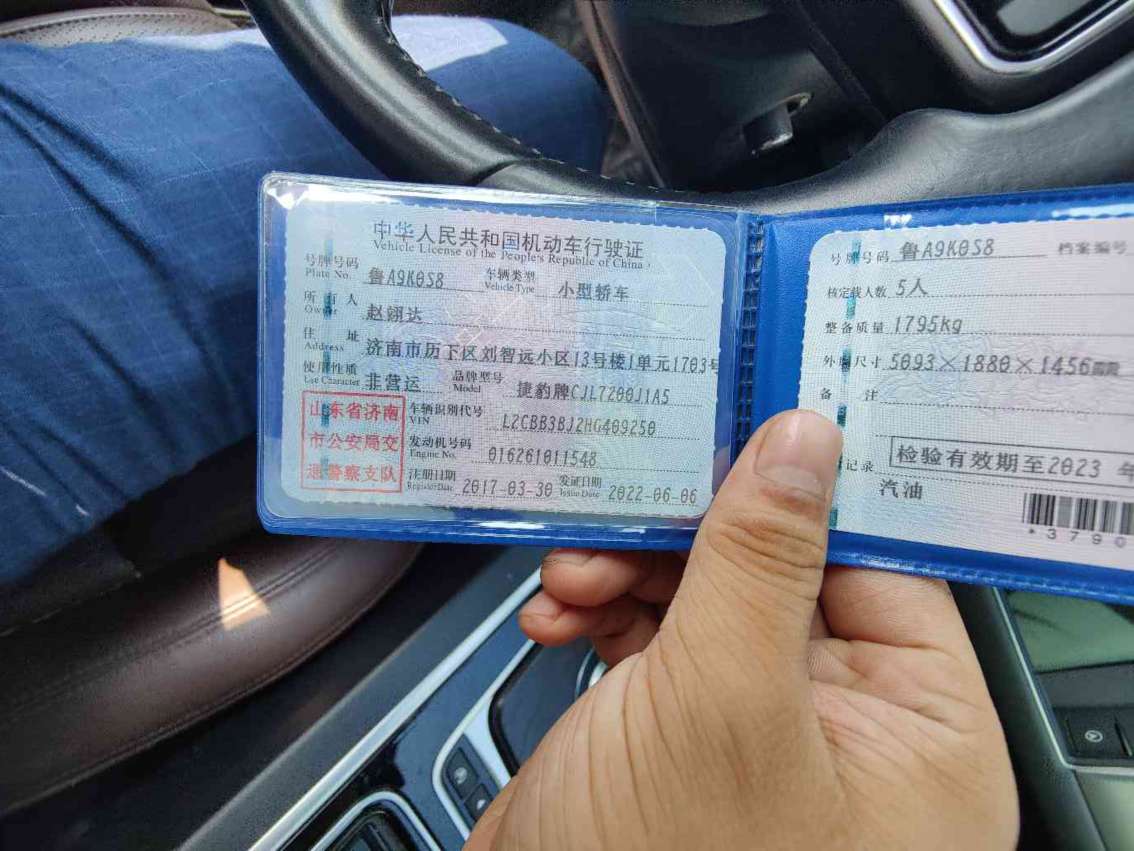 中华人民共和国机动车行驶证
Vehicle License of the People's Republic of China
号牌号码 鲁A9K0S8 车辆类型 小型轿车
Plate No. Vehicle Type
所有人 赵翊达
Owner
住址 济南市历下区刘智远小区13号楼1单元1703号
Address
使用性质 非营运 品牌型号 捷豹牌CJL7200J1A5
Use Character Model
山东省济南
市公安局交
通警察支队
车辆识别代号 L2CBB3BJ2HG409250
VIN
发动机号码 016261011548
Engine No.
注册日期 2017-03-30 发证日期 2022-06-06
Register Date Issue Date
号牌号码 鲁A9K0S8 档案编号
核定载人数 5人
整备质量 1795kg
外廓尺寸 5093×1880×1456
备注
记录 检验有效期至2023 年
汽油
*3790